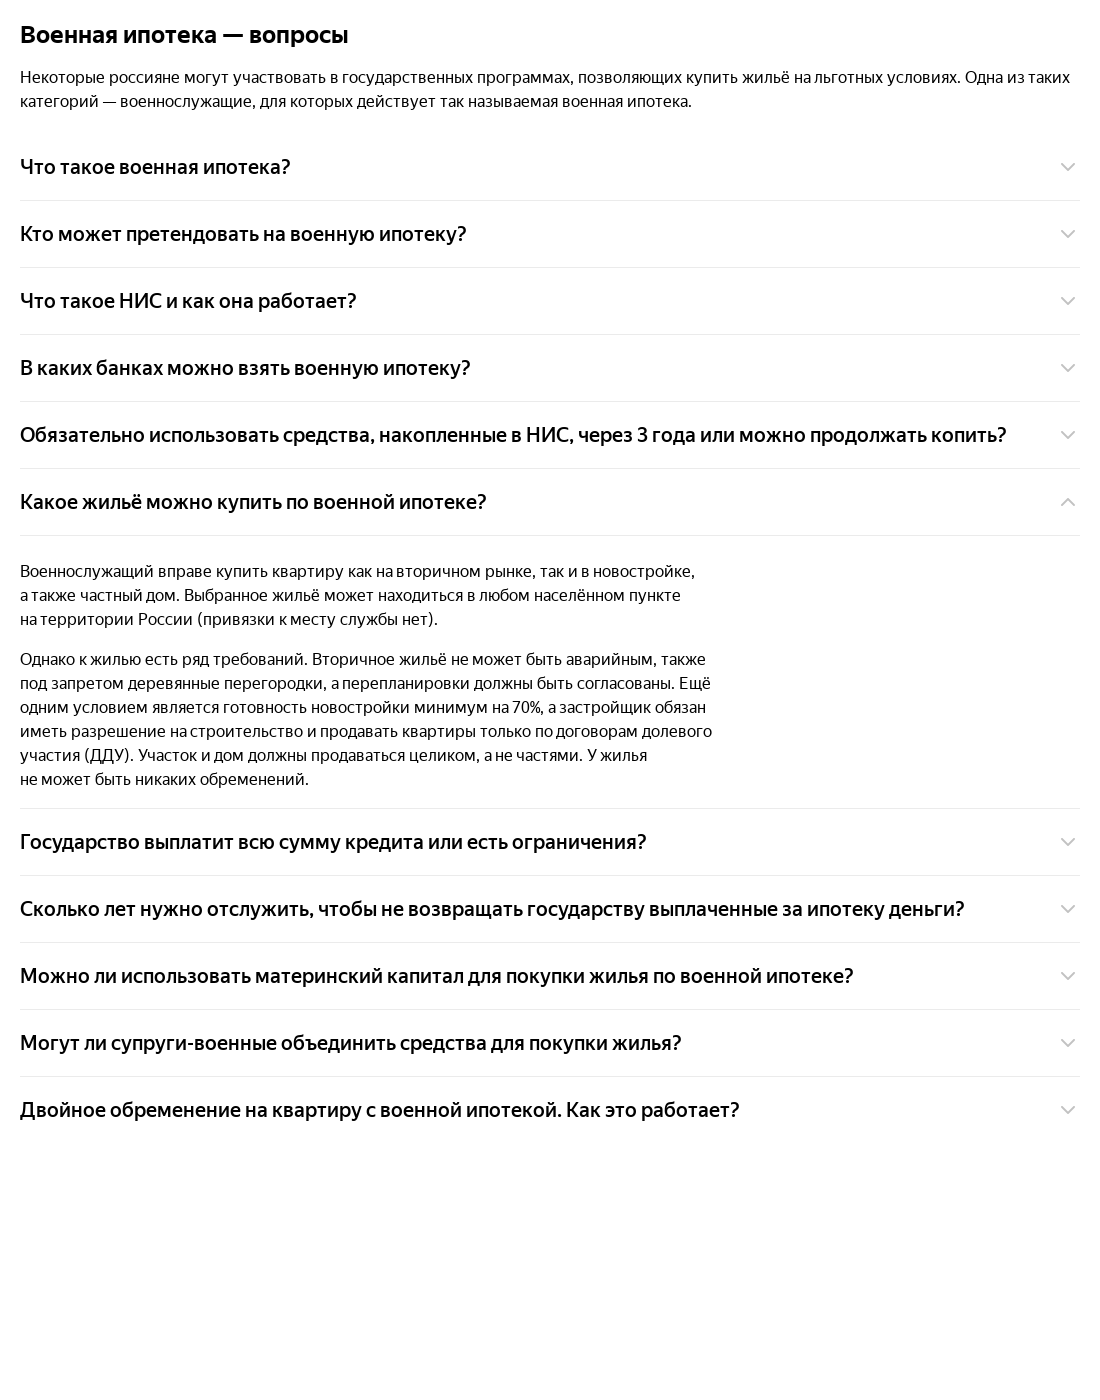 Военная ипотека — вопросы
Некоторые россияне могут участвовать в государственных программах, позволяющих купить жильё на льготных условиях. Одна из таких
категорий — военнослужащие, для которых действует так называемая военная ипотека.
Что такое военная ипотека?
Кто может претендовать на военную ипотеку?
Что такое НИС и как она работает?
В каких банках можно взять военную ипотеку?
Обязательно использовать средства, накопленные в НИС, через 3 года или можно продолжать копить?
Какое жильё можно купить по военной ипотеке?
Военнослужащий вправе купить квартиру как на вторичном рынке, так и в новостройке,
а также частный дом. Выбранное жильё может находиться в любом населённом пункте
на территории России (привязки к месту службы нет).
Однако к жилью есть ряд требований. Вторичное жильё не может быть аварийным, также
под запретом деревянные перегородки, а перепланировки должны быть согласованы. Ещё
одним условием является готовность новостройки минимум на 70%, а застройщик обязан
иметь разрешение на строительство и продавать квартиры только по договорам долевого
участия (ДДУ). Участок и дом должны продаваться целиком, а не частями. У жилья
не может быть никаких обременений.
Государство выплатит всю сумму кредита или есть ограничения?
Сколько лет нужно отслужить, чтобы не возвращать государству выплаченные за ипотеку деньги?
Можно ли использовать материнский капитал для покупки жилья по военной ипотеке?
Могут ли супруги-военные объединить средства для покупки жилья?
Двойное обременение на квартиру с военной ипотекой. Как это работает?